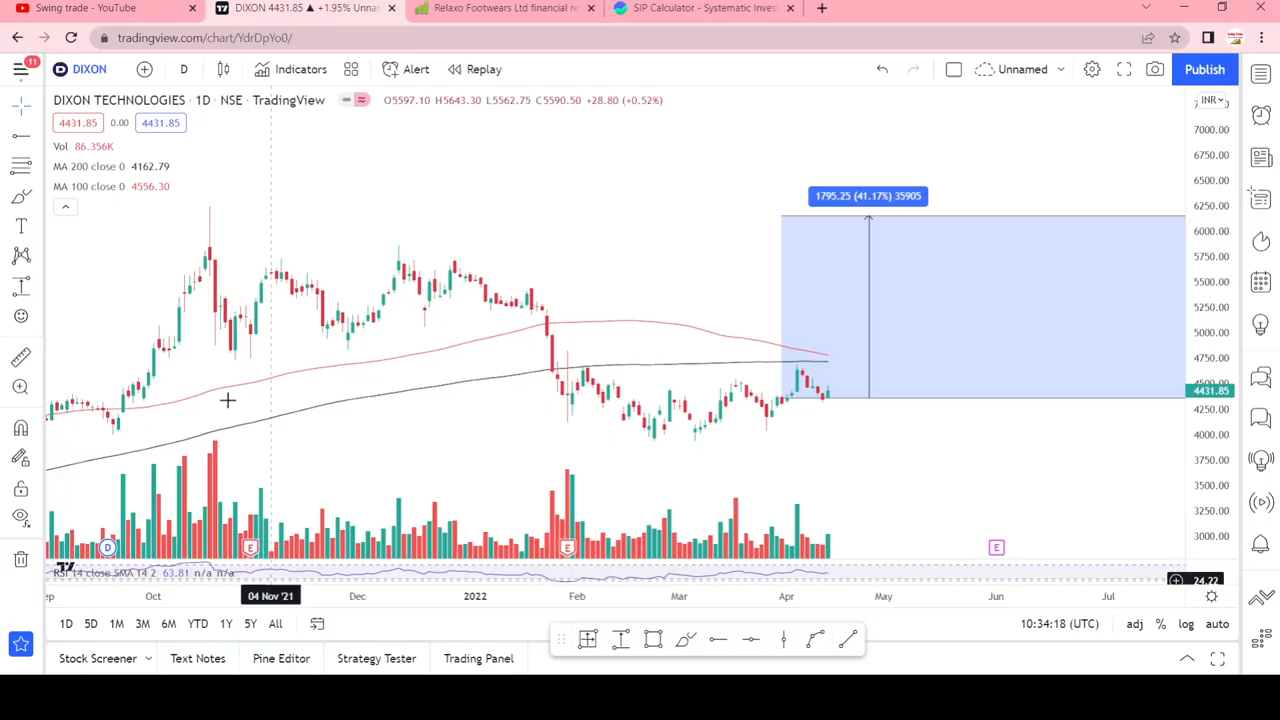 Swing trade - YouTube
DIXON 4431.85 ▲ +1.95% Unnar
Relaxo Footwears Ltd financial re
SIP Calculator - Systematic Invest
tradingview.com/chart/YdrDpYo0/
11
DIXON
D
Indicators
Alert
Replay
Unnamed
Publish
DIXON TECHNOLOGIES · 1D · NSE · TradingView
O5597.10 H5643.30 L5562.75 C5590.50 +28.80 (+0.52%)
INR
4431.85
0.00
4431.85
Vol 86.356K
MA 200 close 0 4162.79
MA 100 close 0 4556.30
1795.25 (41.17%) 35905
7000.00
6750.00
6500.00
6250.00
6000.00
5750.00
5500.00
5250.00
5000.00
4750.00
4500.00
4431.85
4250.00
4000.00
3750.00
3500.00
3250.00
3000.00
D
E
E
E
RSI 14 close SMA 14 2 63.81 n/a n/a
24.22
Oct
04 Nov '21
Dec
2022
Feb
Mar
Apr
May
Jun
Jul
1D 5D 1M 3M 6M YTD 1Y 5Y All
10:34:18 (UTC)
adj % log auto
Stock Screener
Text Notes
Pine Editor
Strategy Tester
Trading Panel